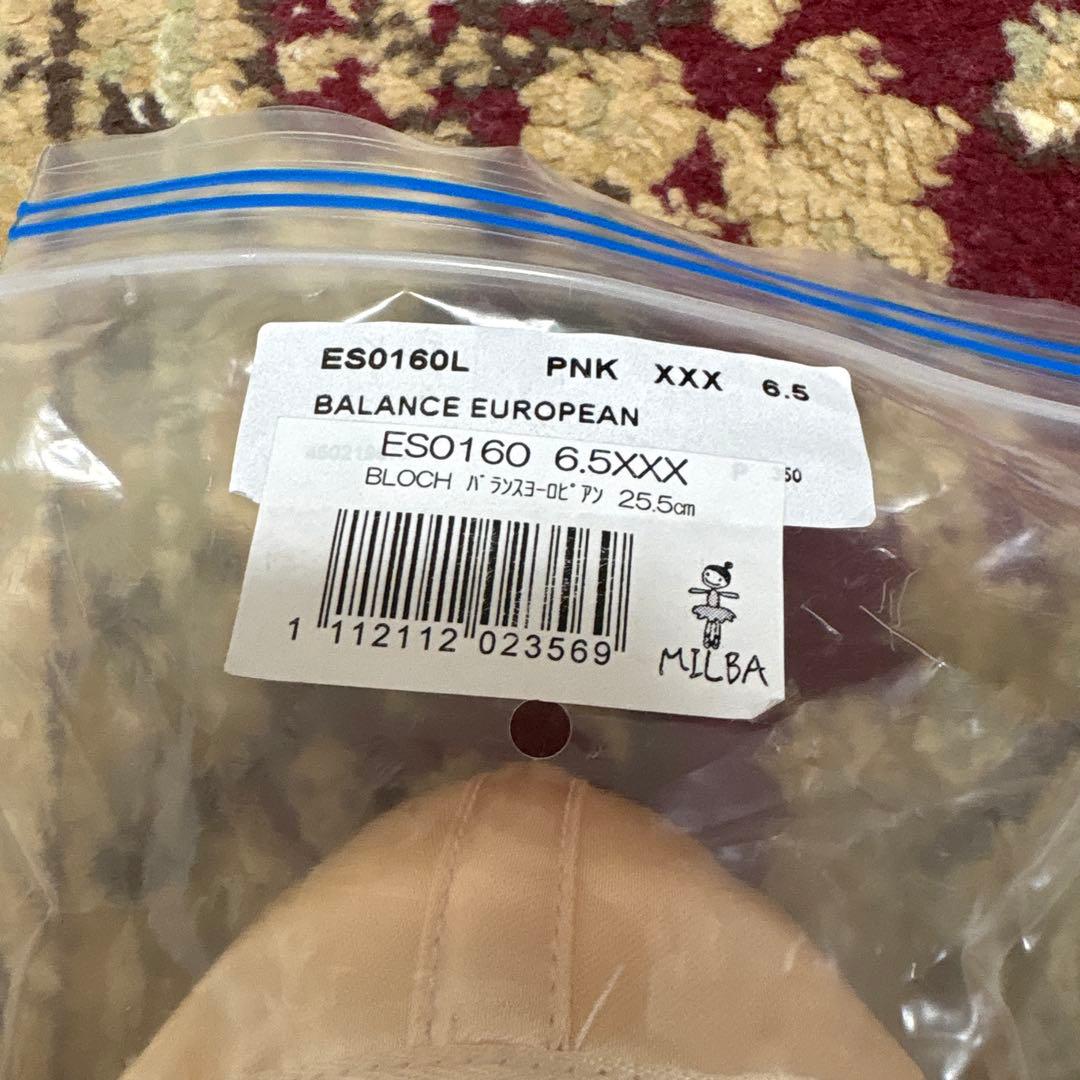 ES0160L PNK XXX 6.5
BALANCE EUROPEAN
50
ES0160 6.5XXX
BLOCH ﾊﾞﾗﾝｽﾖｰﾛﾋﾟｱﾝ 25.5cm
1 112112 023569
MILBA